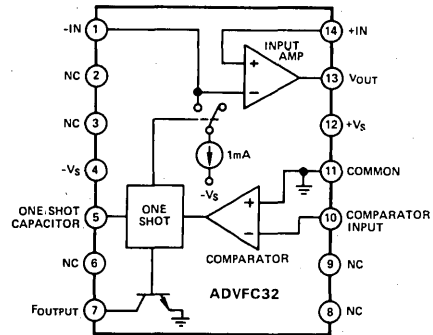 -IN 1
NC 2
NC 3
-VS 4
ONE SHOT
CAPACITOR 5
NC 6
FOUTPUT 7
14 +IN
13 VOUT
12 +VS
11 COMMON
10 COMPARATOR
INPUT
9 NC
8 NC
INPUT
AMP
+
−
1mA
-VS
ONE
SHOT
+
−
COMPARATOR
ADVFC32